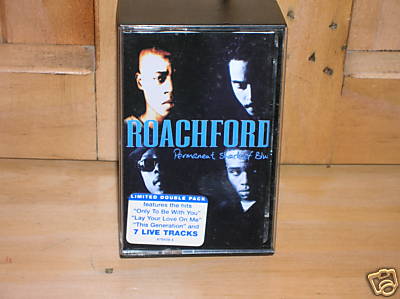 ROACHFORD
Permanent Shade of Blue
LIMITED DOUBLE PACK
features the hits
"Only To Be With You"
"Lay Your Love On Me"
"This Generation" and
7 LIVE TRACKS